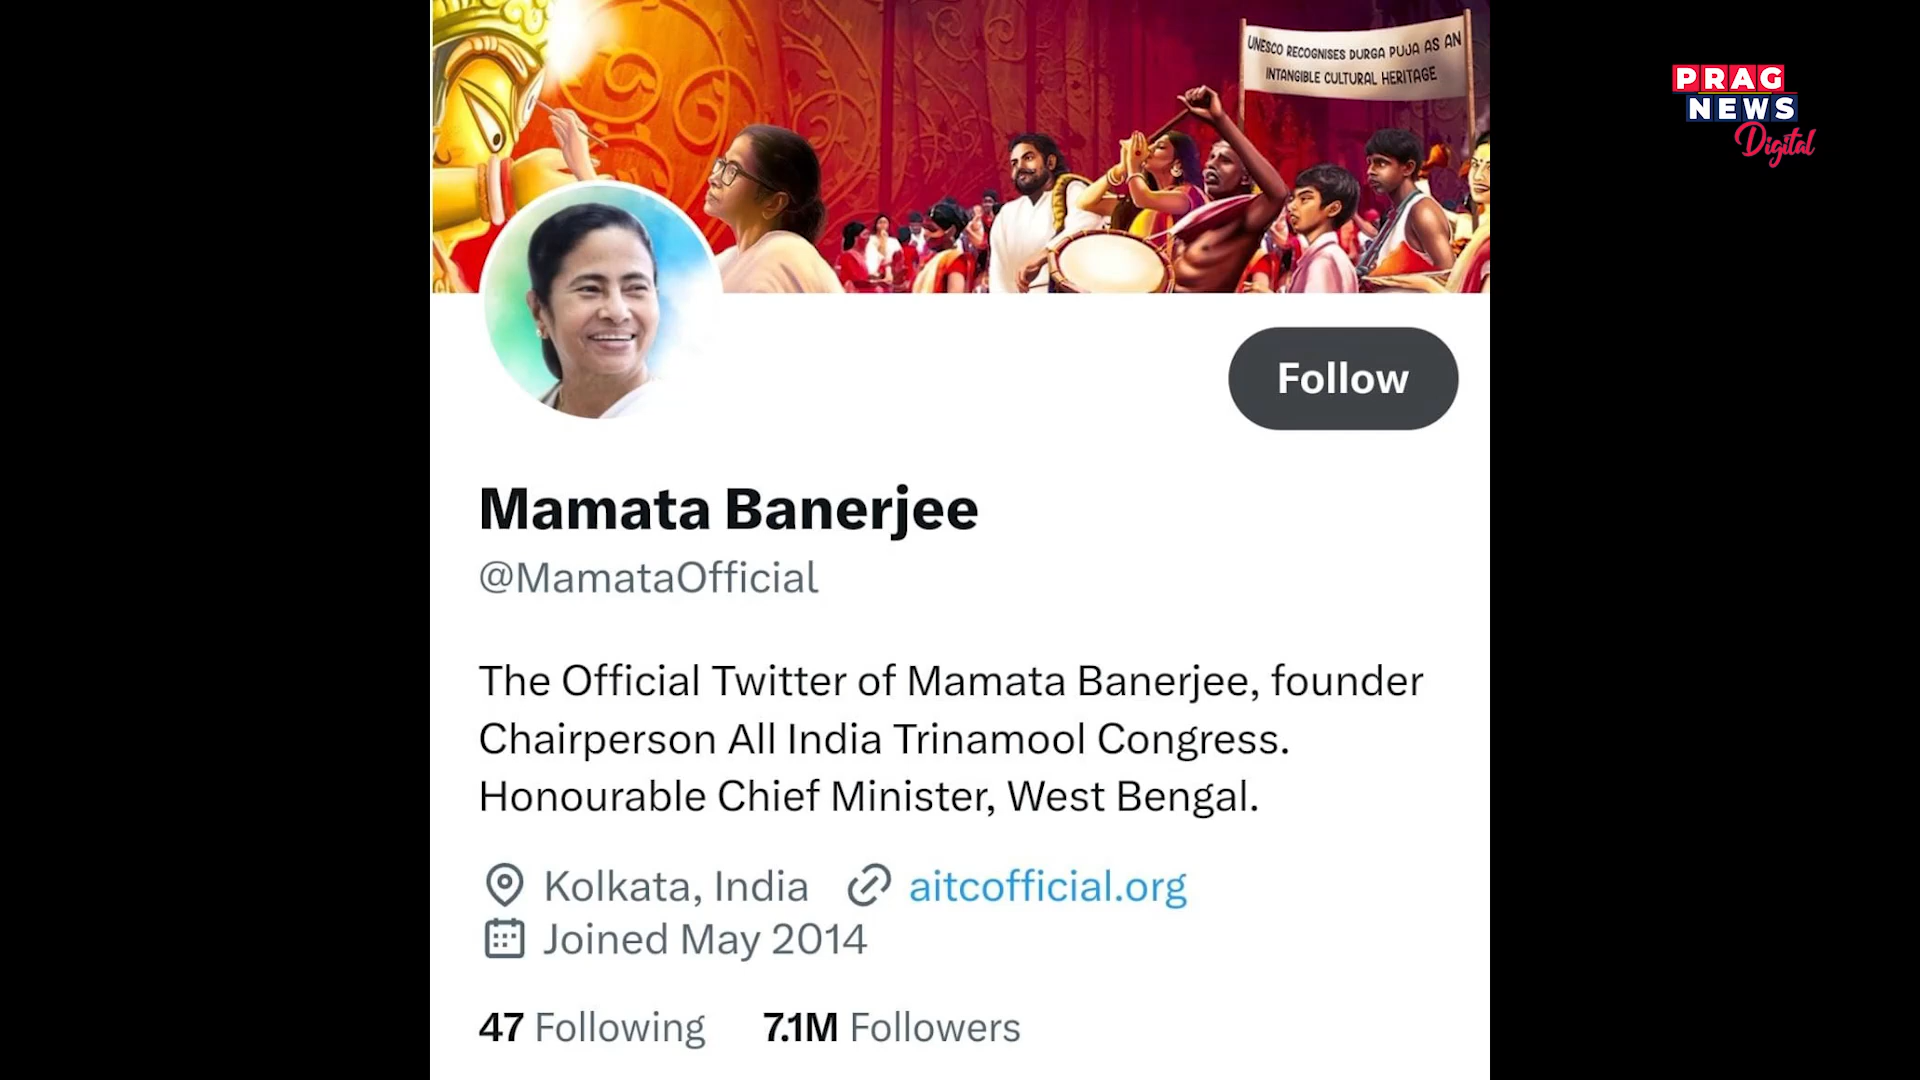 UNESCO RECOGNISES DURGA PUJA AS AN
INTANGIBLE CULTURAL HERITAGE
PRAG
NEWS
Digital
Follow
Mamata Banerjee
@MamataOfficial
The Official Twitter of Mamata Banerjee, founder
Chairperson All India Trinamool Congress.
Honourable Chief Minister, West Bengal.
Kolkata, India aitcofficial.org
Joined May 2014
47 Following 7.1M Followers